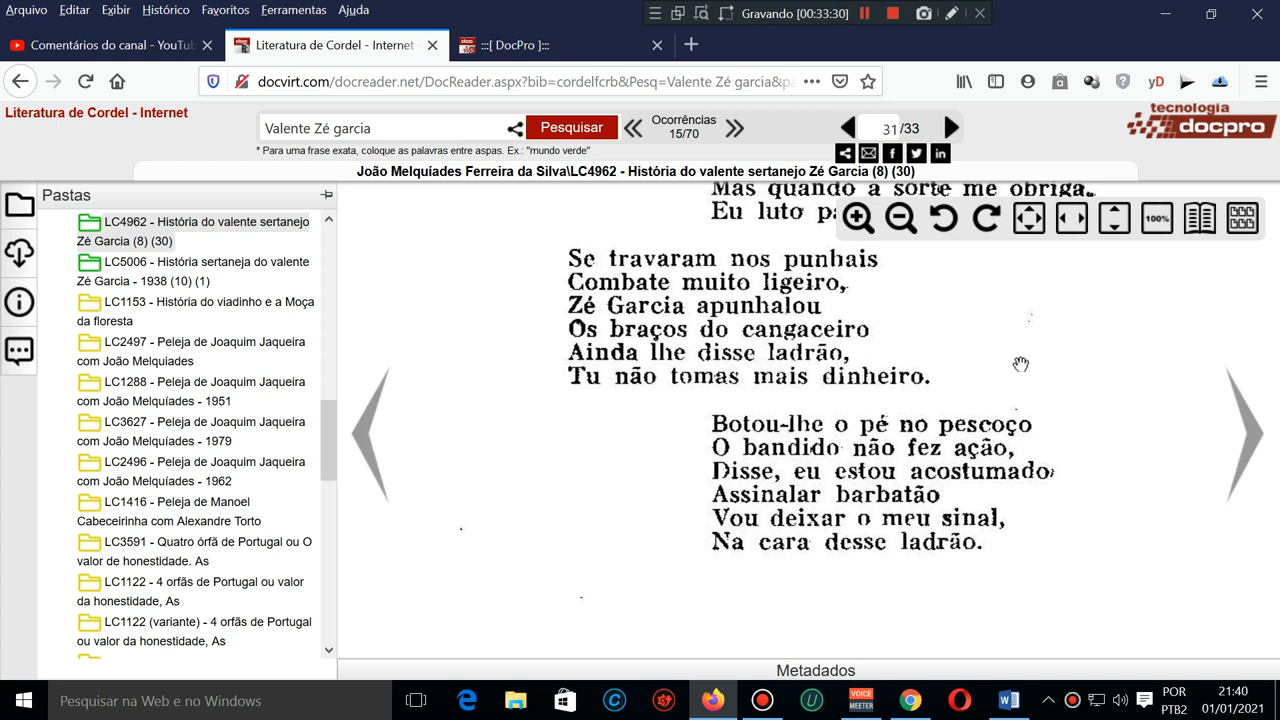 Arquivo Editar Exibir Histórico Favoritos Ferramentas Ajuda
Gravando [00:33:30]
Comentários do canal - YouTu
Literatura de Cordel - Internet -
:::[ DocPro ]:::
docvirt.com/docreader.net/DocReader.aspx?bib=cordelfcrb&Pesq=Valente Zé garcia&pa
yD
Literatura de Cordel - Internet
Valente Zé garcia
Pesquisar
Ocorrências
15/70
31 /33
tecnologia
docpro
* Para uma frase exata, coloque as palavras entre aspas. Ex.: "mundo verde"
João Melquíades Ferreira da Silva\LC4962 - História do valente sertanejo Zé Garcia (8) (30)
Pastas
LC4962 - História do valente sertanejo
Zé Garcia (8) (30)
LC5006 - História sertaneja do valente
Zé Garcia - 1938 (10) (1)
LC1153 - História do viadinho e a Moça
da floresta
LC2497 - Peleja de Joaquim Jaqueira
com João Melquiades
LC1288 - Peleja de Joaquim Jaqueira
com João Melquíades - 1951
LC3627 - Peleja de Joaquim Jaqueira
com João Melquíades - 1979
LC2496 - Peleja de Joaquim Jaqueira
com João Melquíades - 1962
LC1416 - Peleja de Manoel
Cabeceirinha com Alexandre Torto
LC3591 - Quatro órfã de Portugal ou O
valor de honestidade. As
LC1122 - 4 orfãs de Portugal ou valor
da honestidade, As
LC1122 (variante) - 4 orfãs de Portugal
ou valor da honestidade, As
Mas quando a sorte me obriga.
Eu luto
100%
Se travaram nos punhais
Combate muito ligeiro,
Zé Garcia apunhalou
Os braços do cangaceiro
Ainda lhe disse ladrão,
Tu não tomas mais dinheiro.
Botou-lhe o pé no pescoço
O bandido não fez ação,
Disse, eu estou acostumado
Assinalar barbatão
Vou deixar o meu sinal,
Na cara desse ladrão.
Metadados
Pesquisar na Web e no Windows
VOICE
MEETER
POR
PTB2
21:40
01/01/2021